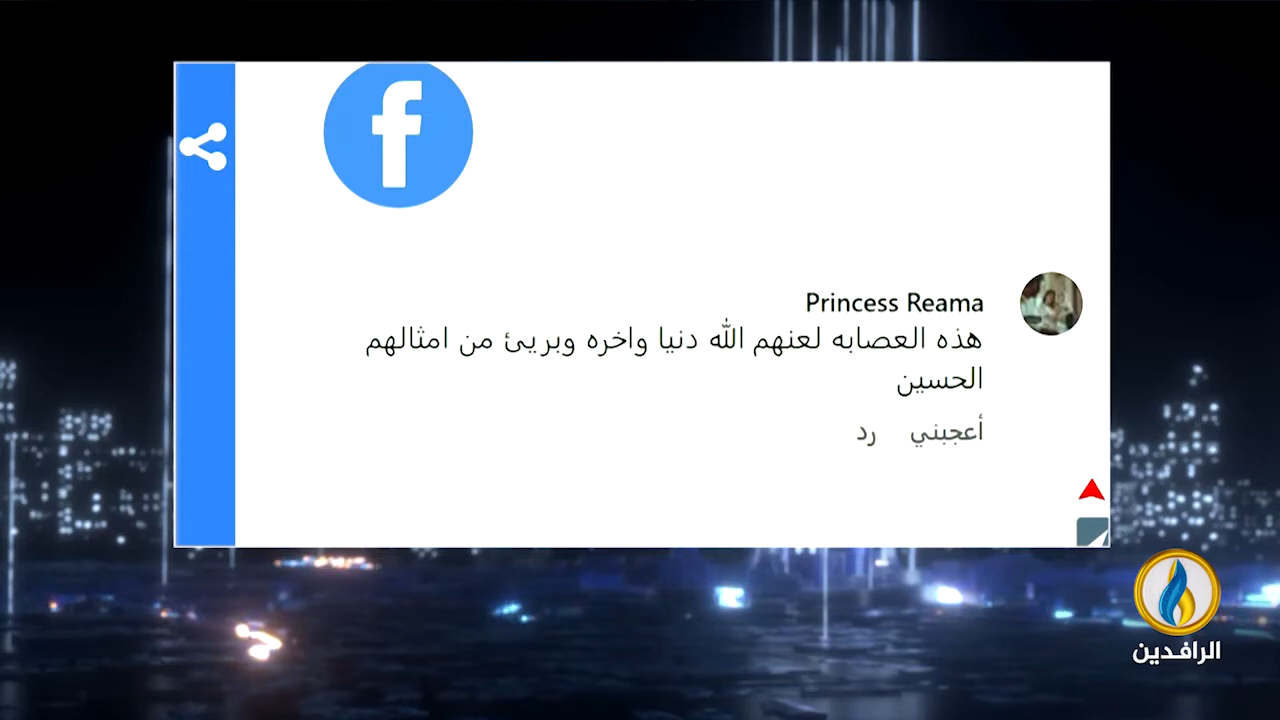 f
Princess Reama
هذه العصابه لعنهم الله دنيا واخره وبريئ من امثالهم
الحسين
أعجبني رد
الرافدين